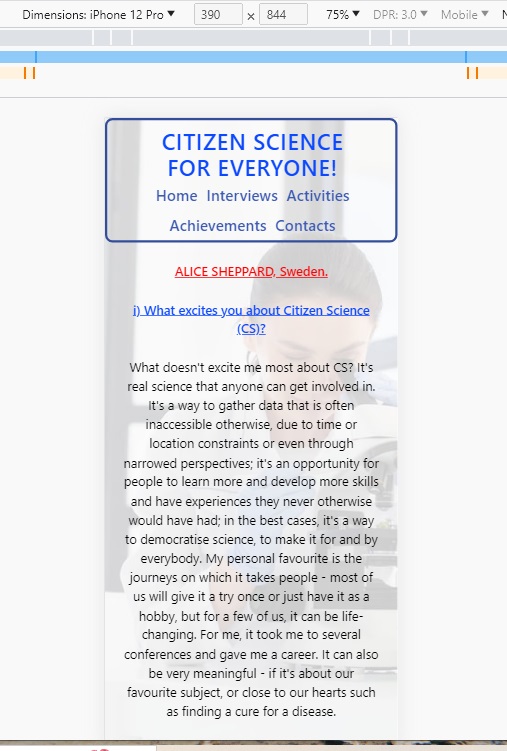 Dimensions: iPhone 12 Pro ▼ 390 x 844 75% ▼ DPR: 3.0 ▼ Mobile ▼
CITIZEN SCIENCE
FOR EVERYONE!
Home Interviews Activities
Achievements Contacts
ALICE SHEPPARD, Sweden.
i) What excites you about Citizen Science
(CS)?
What doesn't excite me most about CS? It's
real science that anyone can get involved in.
It's a way to gather data that is often
inaccessible otherwise, due to time or
location constraints or even through
narrowed perspectives; it's an opportunity for
people to learn more and develop more skills
and have experiences they never otherwise
would have had; in the best cases, it's a way
to democratise science, to make it for and by
everybody. My personal favourite is the
journeys on which it takes people - most of
us will give it a try once or just have it as a
hobby, but for a few of us, it can be life-
changing. For me, it took me to several
conferences and gave me a career. It can also
be very meaningful - if it's about our
favourite subject, or close to our hearts such
as finding a cure for a disease.